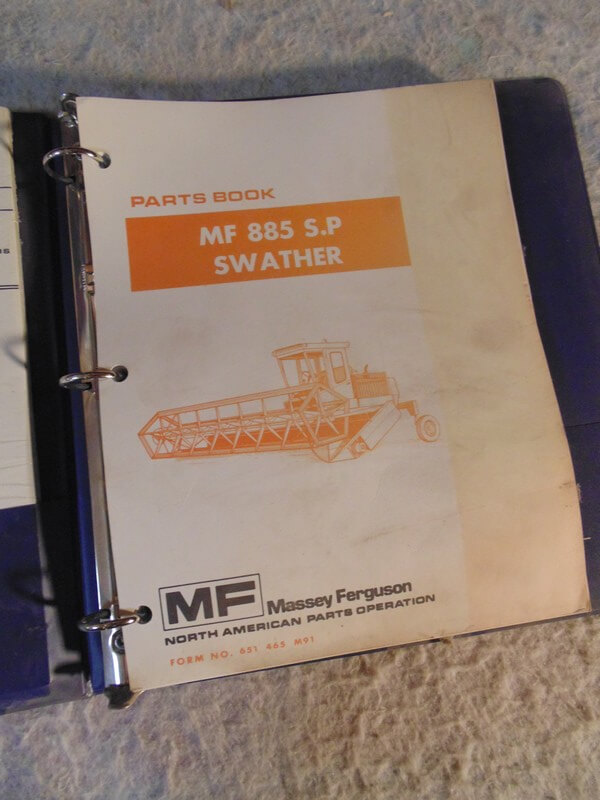 PARTS BOOK
MF 885 S.P
SWATHER
MF Massey Ferguson
NORTH AMERICAN PARTS OPERATION
FORM NO. 651 465 M91